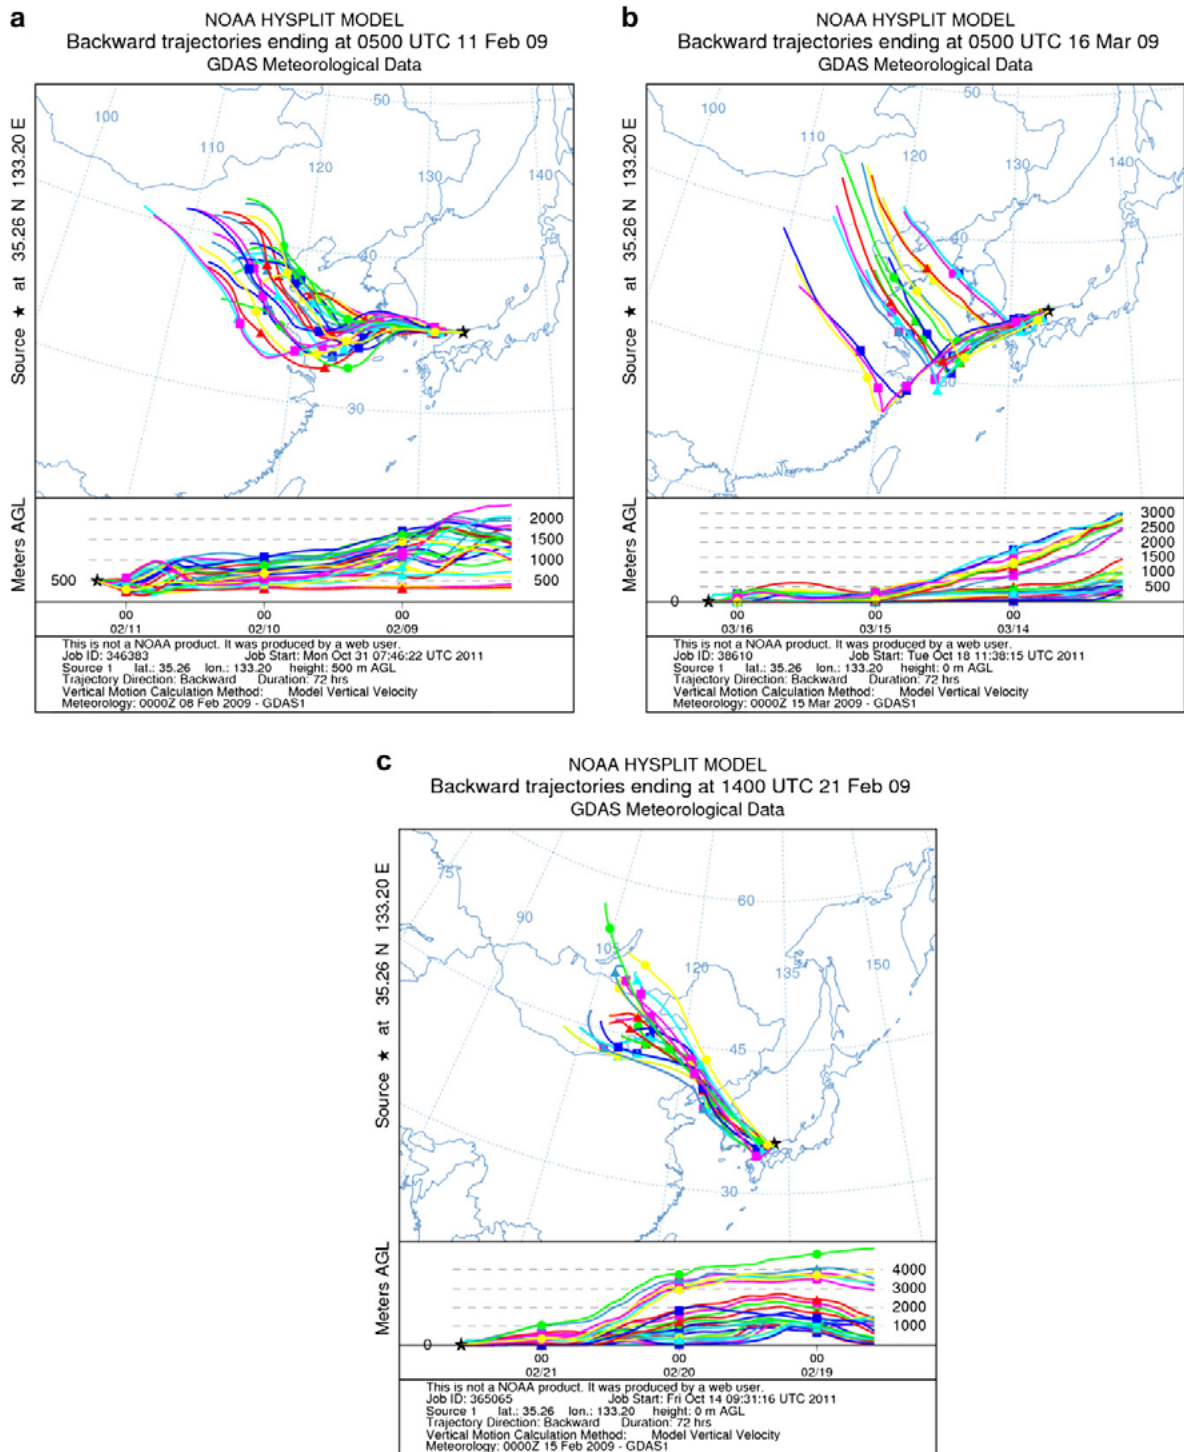 a
NOAA HYSPLIT MODEL
Backward trajectories ending at 0500 UTC 11 Feb 09
GDAS Meteorological Data
Source ★ at 35.26 N 133.20 E
100
110
120
130
140
50
40
30
Meters AGL
500
2000
1500
1000
500
00
00
00
02/11
02/10
02/09
This is not a NOAA product. It was produced by a web user.
Job ID: 346383 Job Start: Mon Oct 31 07:46:22 UTC 2011
Source 1 lat.: 35.26 lon.: 133.20 height: 500 m AGL
Trajectory Direction: Backward Duration: 72 hrs
Vertical Motion Calculation Method: Model Vertical Velocity
Meteorology: 0000Z 08 Feb 2009 - GDAS1
b
NOAA HYSPLIT MODEL
Backward trajectories ending at 0500 UTC 16 Mar 09
GDAS Meteorological Data
Source ★ at 35.26 N 133.20 E
100
110
120
130
140
50
40
30
Meters AGL
0
3000
2500
2000
1500
1000
500
00
00
00
03/16
03/15
03/14
This is not a NOAA product. It was produced by a web user.
Job ID: 38610 Job Start: Tue Oct 18 11:38:15 UTC 2011
Source 1 lat.: 35.26 lon.: 133.20 height: 0 m AGL
Trajectory Direction: Backward Duration: 72 hrs
Vertical Motion Calculation Method: Model Vertical Velocity
Meteorology: 0000Z 15 Mar 2009 - GDAS1
c
NOAA HYSPLIT MODEL
Backward trajectories ending at 1400 UTC 21 Feb 09
GDAS Meteorological Data
Source ★ at 35.26 N 133.20 E
75
90
105
120
135
150
60
45
30
Meters AGL
0
4000
3000
2000
1000
00
00
00
02/21
02/20
02/19
This is not a NOAA product. It was produced by a web user.
Job ID: 365065 Job Start: Fri Oct 14 09:31:16 UTC 2011
Source 1 lat.: 35.26 lon.: 133.20 height: 0 m AGL
Trajectory Direction: Backward Duration: 72 hrs
Vertical Motion Calculation Method: Model Vertical Velocity
Meteorology: 0000Z 15 Feb 2009 - GDAS1